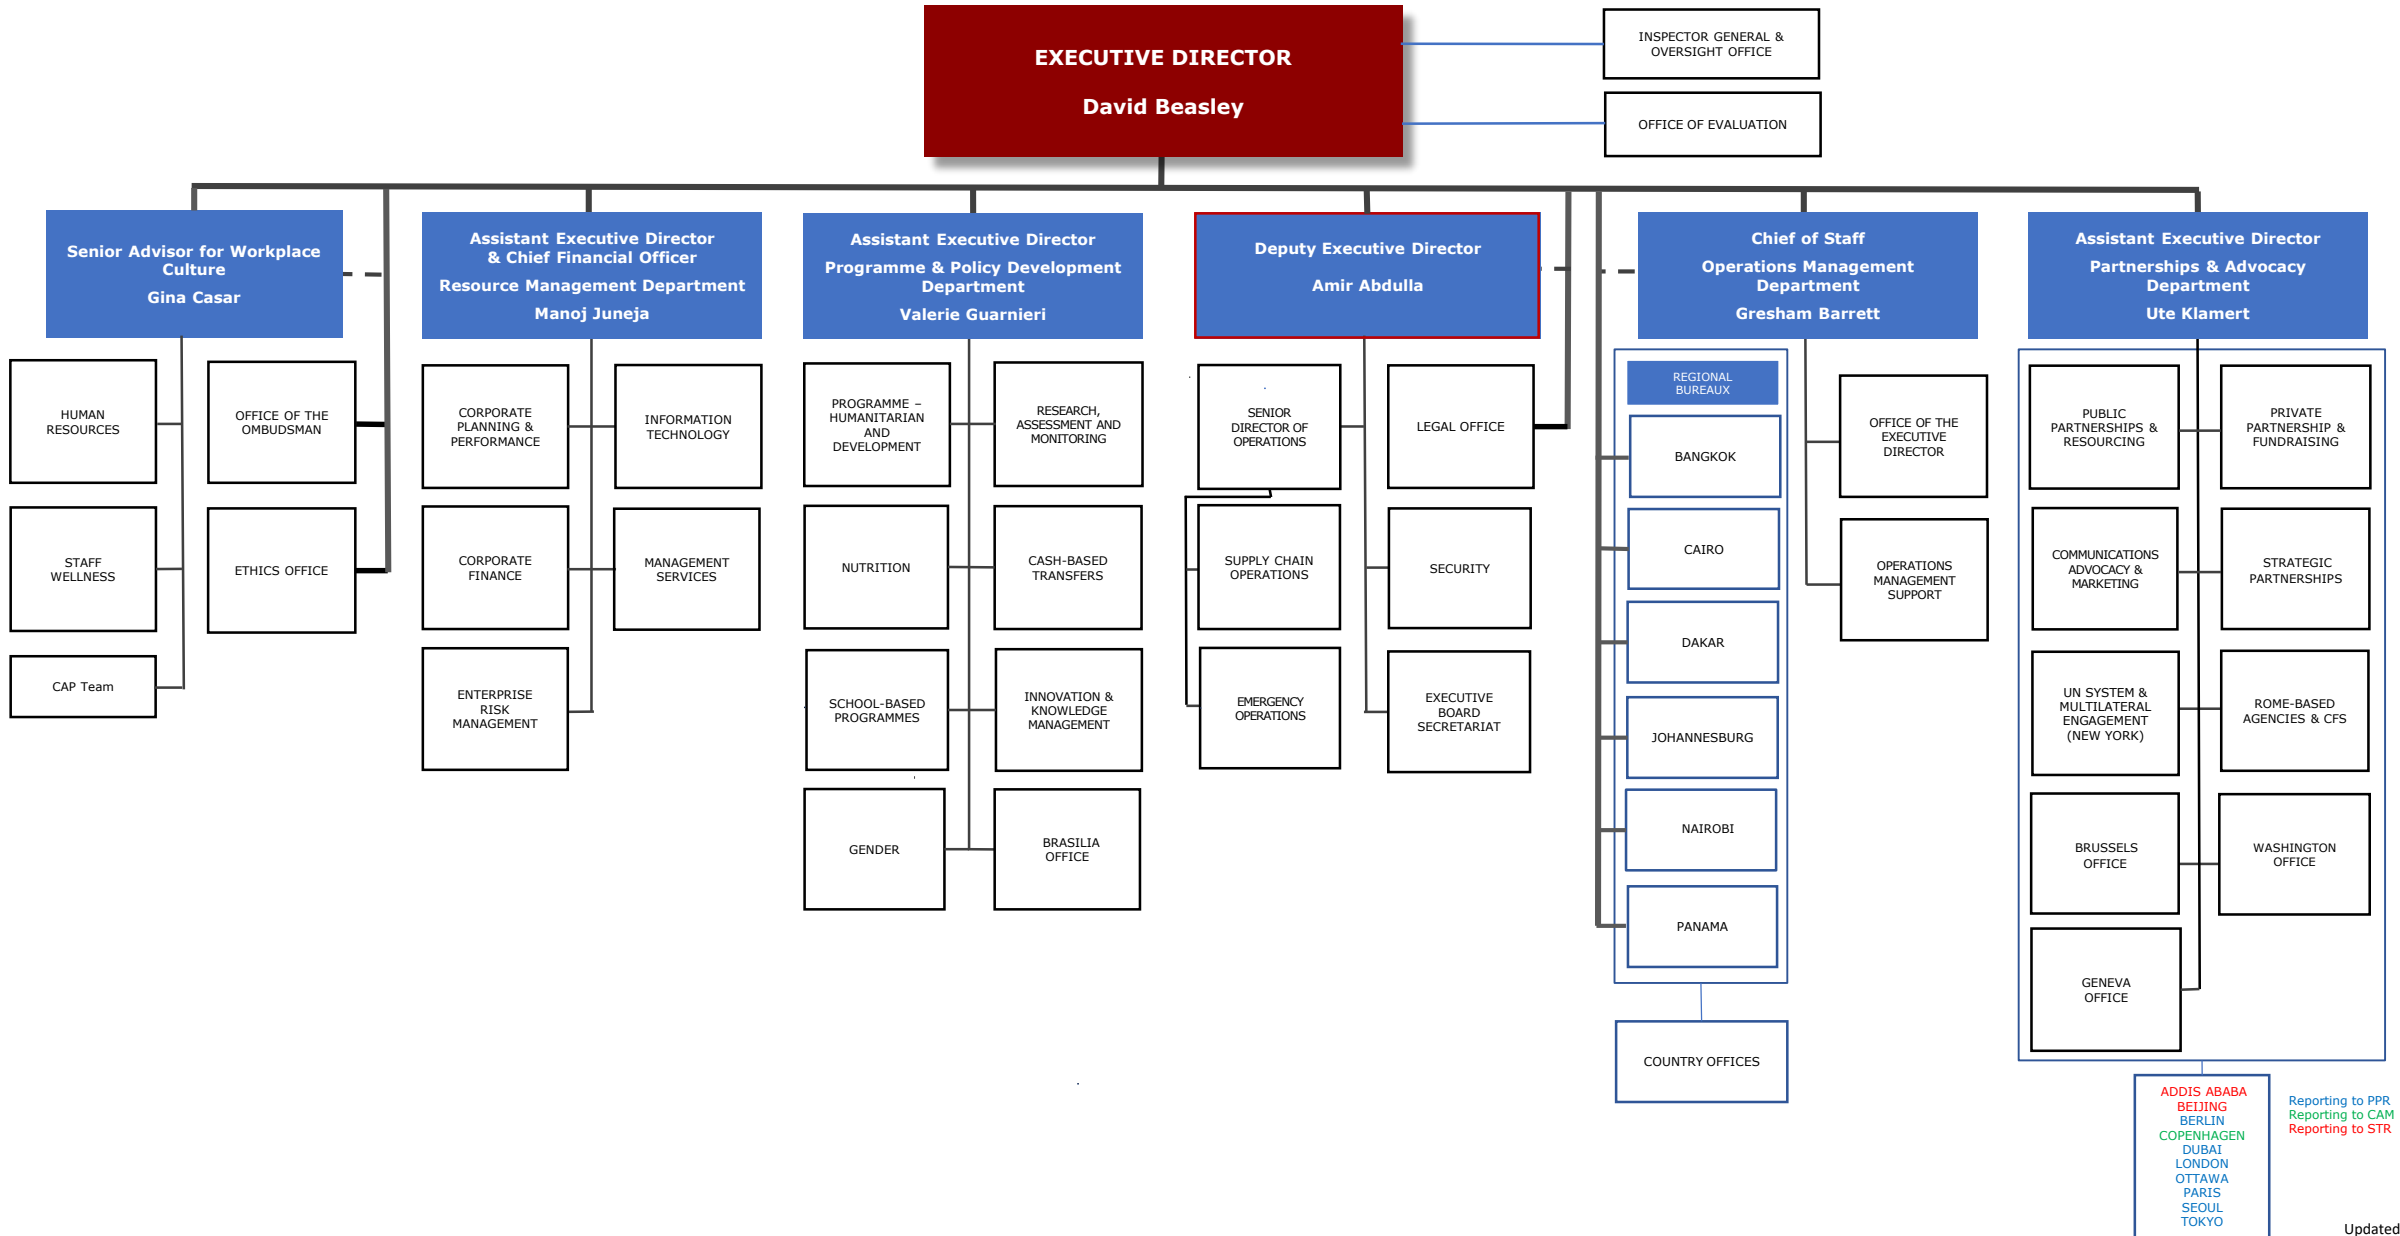 EXECUTIVE DIRECTOR
David Beasley
INSPECTOR GENERAL &
OVERSIGHT OFFICE
OFFICE OF EVALUATION
Senior Advisor for Workplace
Culture
Gina Casar
Assistant Executive Director
& Chief Financial Officer
Resource Management Department
Manoj Juneja
Assistant Executive Director
Programme & Policy Development
Department
Valerie Guarnieri
Deputy Executive Director
Amir Abdulla
Chief of Staff
Operations Management
Department
Gresham Barrett
Assistant Executive Director
Partnerships & Advocacy
Department
Ute Klamert
HUMAN
RESOURCES
OFFICE OF THE
OMBUDSMAN
STAFF
WELLNESS
ETHICS OFFICE
CAP Team
CORPORATE
PLANNING &
PERFORMANCE
INFORMATION
TECHNOLOGY
CORPORATE
FINANCE
MANAGEMENT
SERVICES
ENTERPRISE
RISK
MANAGEMENT
PROGRAMME –
HUMANITARIAN
AND
DEVELOPMENT
RESEARCH,
ASSESSMENT AND
MONITORING
NUTRITION
CASH-BASED
TRANSFERS
SCHOOL-BASED
PROGRAMMES
INNOVATION &
KNOWLEDGE
MANAGEMENT
GENDER
BRASILIA
OFFICE
SENIOR
DIRECTOR OF
OPERATIONS
LEGAL OFFICE
SUPPLY CHAIN
OPERATIONS
SECURITY
EMERGENCY
OPERATIONS
EXECUTIVE
BOARD
SECRETARIAT
REGIONAL
BUREAUX
BANGKOK
CAIRO
DAKAR
JOHANNESBURG
NAIROBI
PANAMA
COUNTRY OFFICES
OFFICE OF THE
EXECUTIVE
DIRECTOR
OPERATIONS
MANAGEMENT
SUPPORT
PUBLIC
PARTNERSHIPS &
RESOURCING
PRIVATE
PARTNERSHIP &
FUNDRAISING
COMMUNICATIONS
ADVOCACY &
MARKETING
STRATEGIC
PARTNERSHIPS
UN SYSTEM &
MULTILATERAL
ENGAGEMENT
(NEW YORK)
ROME-BASED
AGENCIES & CFS
BRUSSELS
OFFICE
WASHINGTON
OFFICE
GENEVA
OFFICE
ADDIS ABABA
BEIJING
BERLIN
COPENHAGEN
DUBAI
LONDON
OTTAWA
PARIS
SEOUL
TOKYO
Reporting to PPR
Reporting to CAM
Reporting to STR
Updated